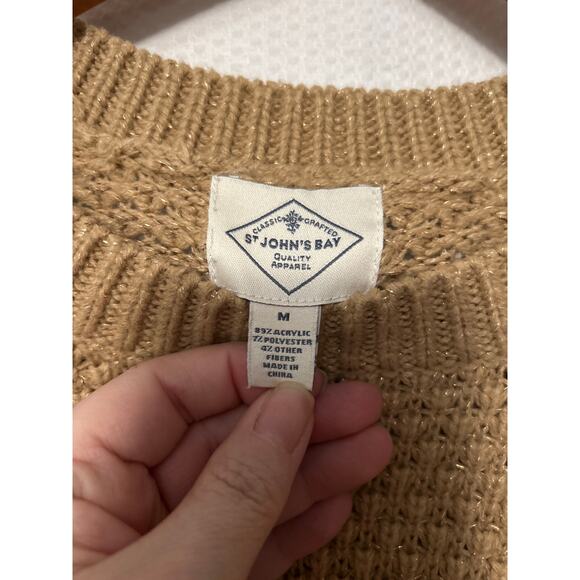 CLASSIC CRAFTED
ST JOHN'S BAY
QUALITY
APPAREL
M
89% ACRYLIC
7% POLYESTER
4% OTHER
FIBERS
MADE IN
CHINA